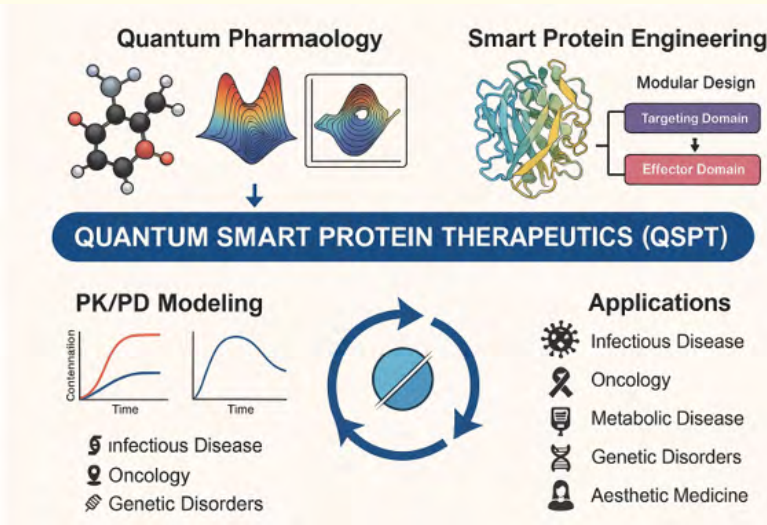 Quantum Pharmaology
Smart Protein Engineering
Modular Design
Targeting Domain
Effector Domain
QUANTUM SMART PROTEIN THERAPEUTICS (QSPT)
PK/PD Modeling
Contennation
Time
Time
Infectious Disease
Oncology
Genetic Disorders
Applications
Infectious Disease
Oncology
Metabolic Disease
Genetic Disorders
Aesthetic Medicine